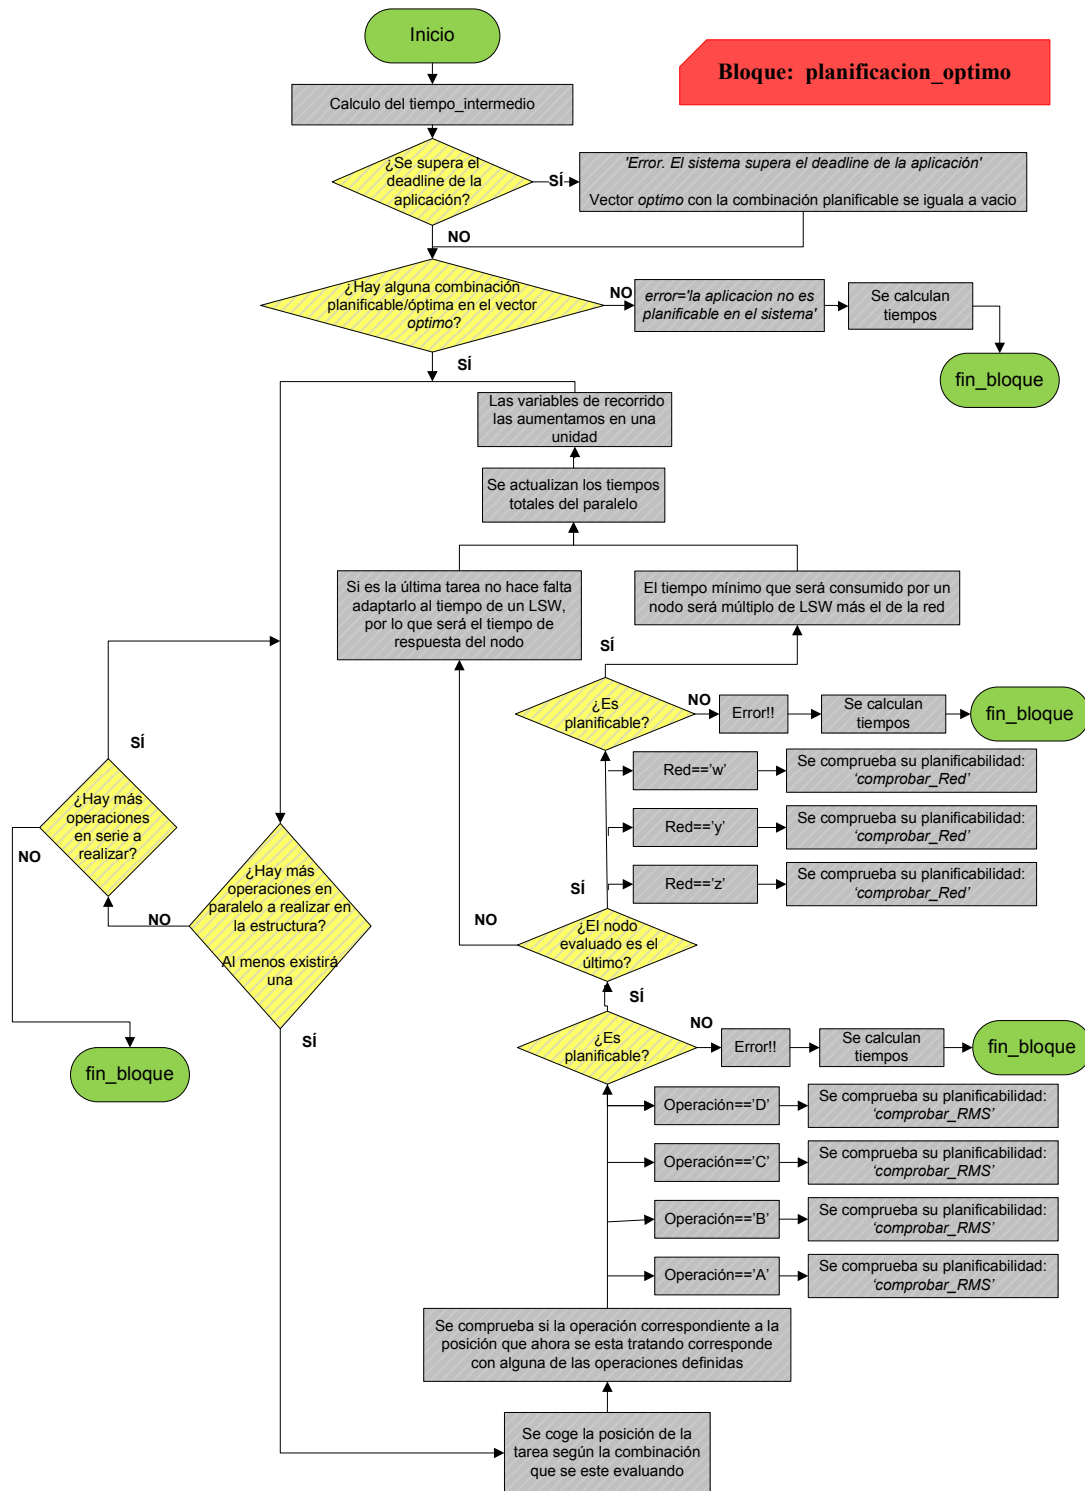 Inicio
Bloque:  planificacion_optimo
Calculo del tiempo_intermedio
¿Se supera el
deadline de la
aplicación?
SÍ
'Error. El sistema supera el deadline de la aplicación'
Vector optimo con la combinación planificable se iguala a vacio
NO
¿Hay alguna combinación
planificable/óptima en el vector
optimo?
NO
error='la aplicacion no es
planificable en el sistema'
Se calculan
tiempos
fin_bloque
SÍ
Las variables de recorrido
las aumentamos en una
unidad
Se actualizan los tiempos
totales del paralelo
Si es la última tarea no hace falta
adaptarlo al tiempo de un LSW,
por lo que será el tiempo de
respuesta del nodo
El tiempo mínimo que será consumido por un
nodo será múltiplo de LSW más el de la red
SÍ
¿Es
planificable?
NO
Error!!
Se calculan
tiempos
fin_bloque
SÍ
¿Hay más
operaciones
en serie a
realizar?
NO
Red=='w'
Se comprueba su planificabilidad:
‘comprobar_Red’
Red=='y'
Se comprueba su planificabilidad:
‘comprobar_Red’
Red=='z'
Se comprueba su planificabilidad:
‘comprobar_Red’
¿Hay más
operaciones en
paralelo a realizar en
la estructura?
Al menos existirá
una
NO
SÍ
NO
¿El nodo
evaluado es el
último?
SÍ
SÍ
¿Es
planificable?
NO
Error!!
Se calculan
tiempos
fin_bloque
fin_bloque
Operación=='D'
Se comprueba su planificabilidad:
‘comprobar_RMS’
Operación=='C'
Se comprueba su planificabilidad:
‘comprobar_RMS’
Operación=='B'
Se comprueba su planificabilidad:
‘comprobar_RMS’
Operación=='A'
Se comprueba su planificabilidad:
‘comprobar_RMS’
Se comprueba si la operación correspondiente a la
posición que ahora se esta tratando corresponde
con alguna de las operaciones definidas
Se coge la posición de la
tarea según la combinación
que se este evaluando